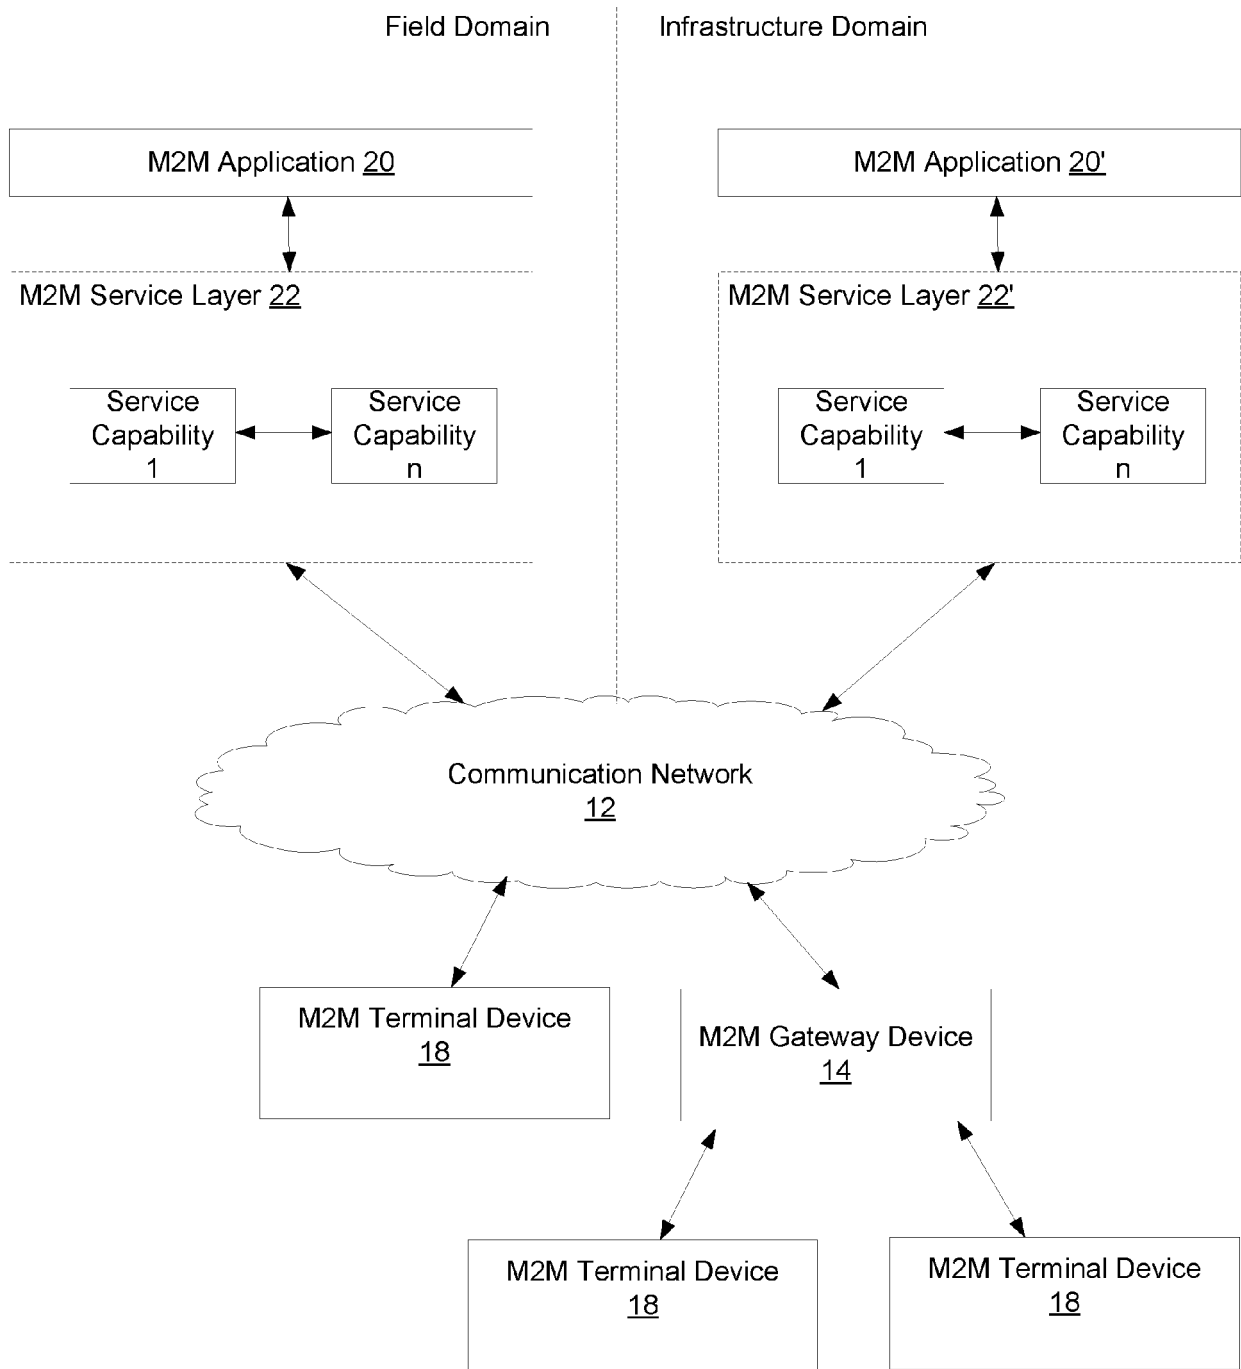 Field Domain
Infrastructure Domain
M2M Application 20
M2M Application 20'
M2M Service Layer 22
M2M Service Layer 22'
Service
Capability
1
Service
Capability
n
Service
Capability
1
Service
Capability
n
Communication Network
12
M2M Terminal Device
18
M2M Gateway Device
14
M2M Terminal Device
18
M2M Terminal Device
18